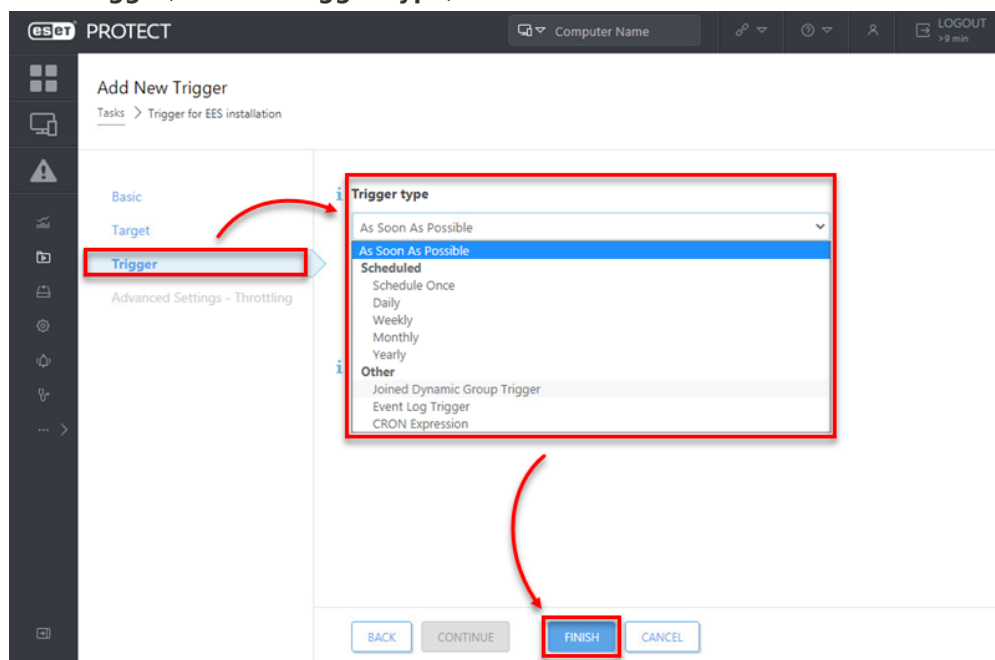 eset PROTECT
Computer Name
LOGOUT
>9 min
Add New Trigger
Tasks > Trigger for EES installation
Basic
Target
Trigger
Advanced Settings - Throttling
Trigger type
As Soon As Possible
As Soon As Possible
Scheduled
Schedule Once
Daily
Weekly
Monthly
Yearly
Other
Joined Dynamic Group Trigger
Event Log Trigger
CRON Expression
BACK
CONTINUE
FINISH
CANCEL